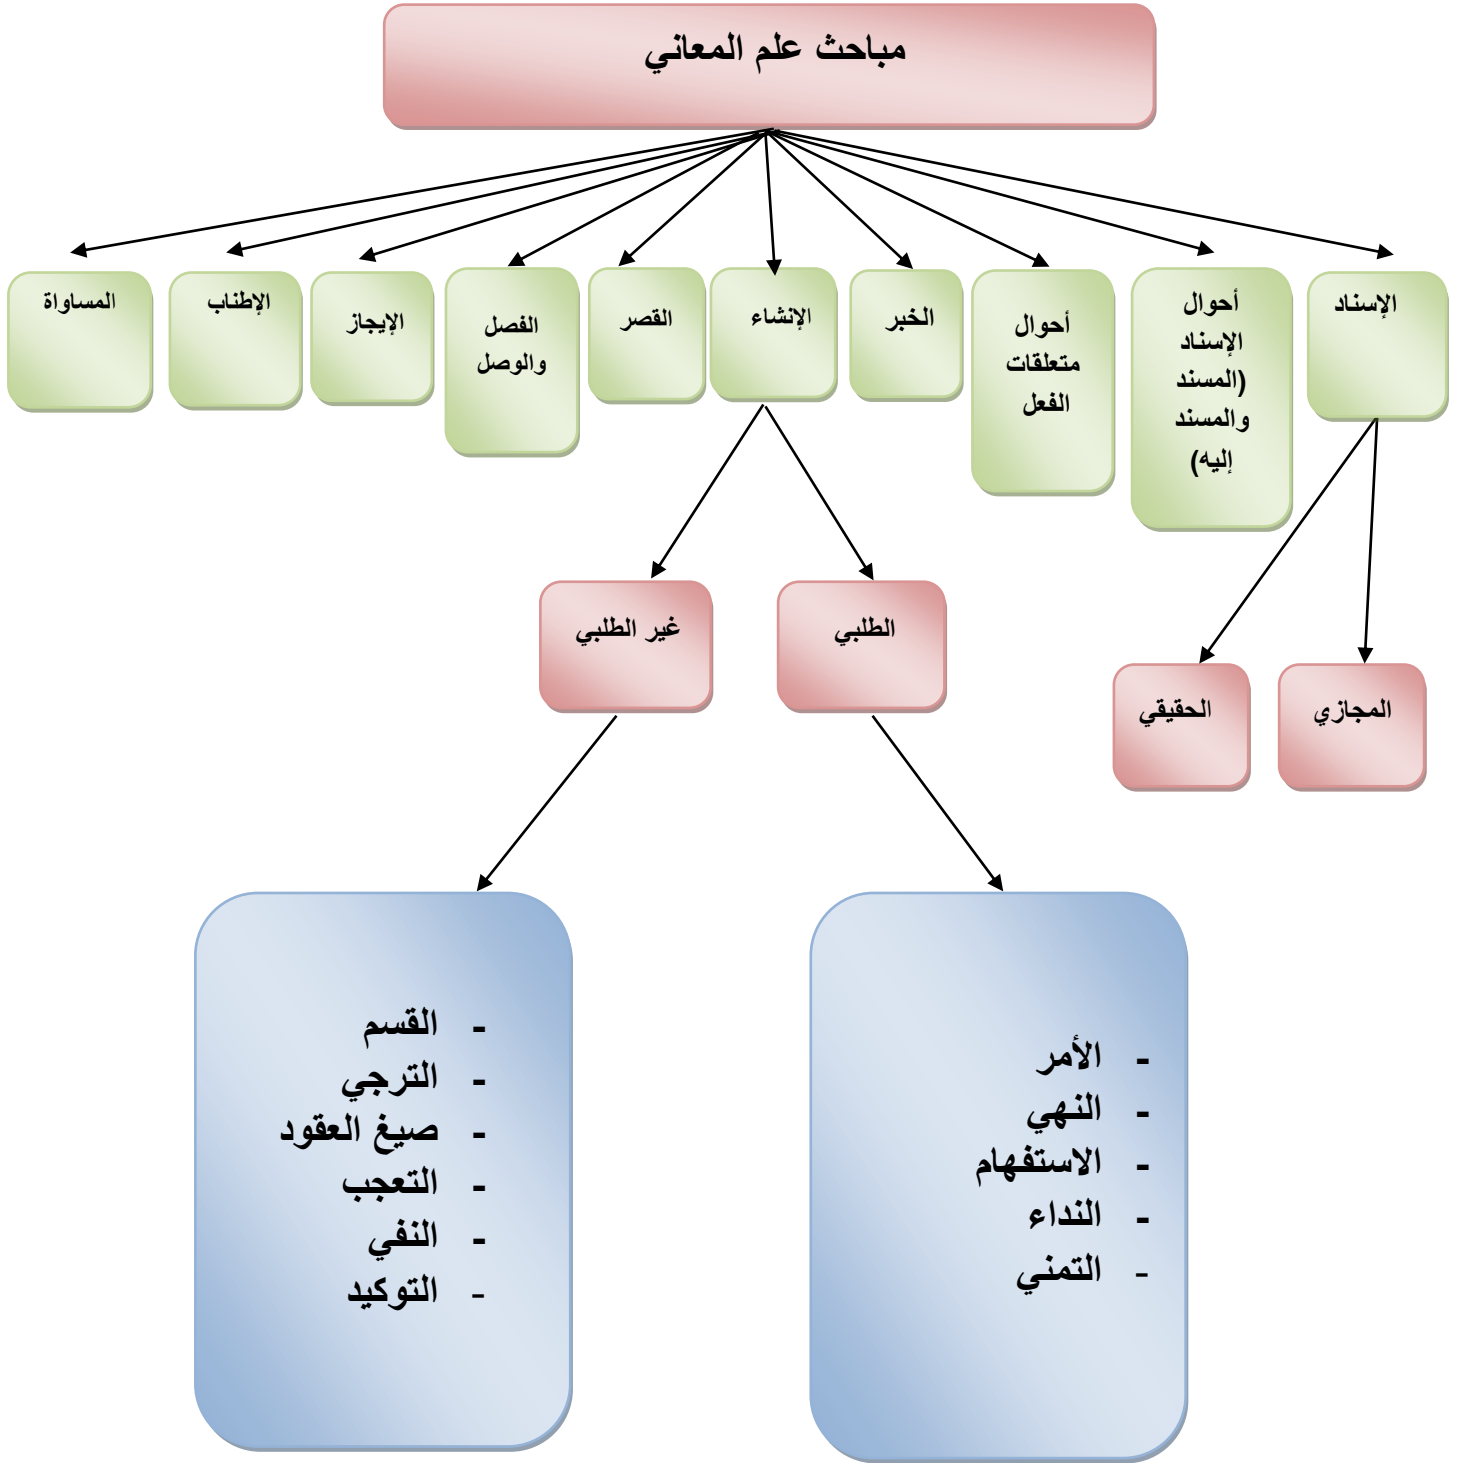 مباحث علم المعاني
الإسناد
أحوال
الإسناد
(المسند
والمسند
إليه)
أحوال
متعلقات
الفعل
الخبر
الإنشاء
القصر
الفصل
والوصل
الإيجاز
الإطناب
المساواة
الطلبي
غير الطلبي
المجازي
الحقيقي
- الأمر
- النهي
- الاستفهام
- النداء
- التمني
- القسم
- الترجي
- صيغ العقود
- التعجب
- النفي
- التوكيد